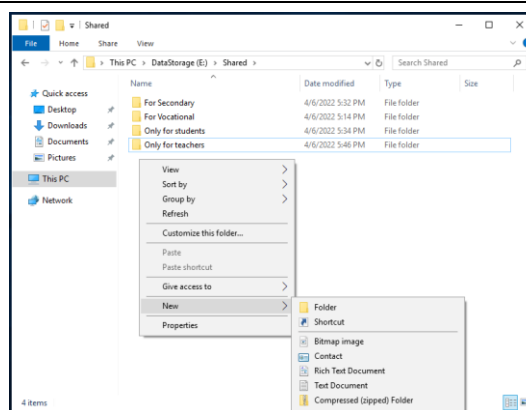 Shared
File Home Share View
This PC > DataStorage (E:) > Shared >
Search Shared
Name Date modified Type Size
Quick access
Desktop
Downloads
Documents
Pictures
This PC
Network
For Secondary 4/6/2022 5:32 PM File folder
For Vocational 4/6/2022 5:14 PM File folder
Only for students 4/6/2022 5:34 PM File folder
Only for teachers 4/6/2022 5:46 PM File folder
View
Sort by
Group by
Refresh
Customize this folder...
Paste
Paste shortcut
Give access to
New
Properties
Folder
Shortcut
Bitmap image
Contact
Rich Text Document
Text Document
Compressed (zipped) Folder
4 items